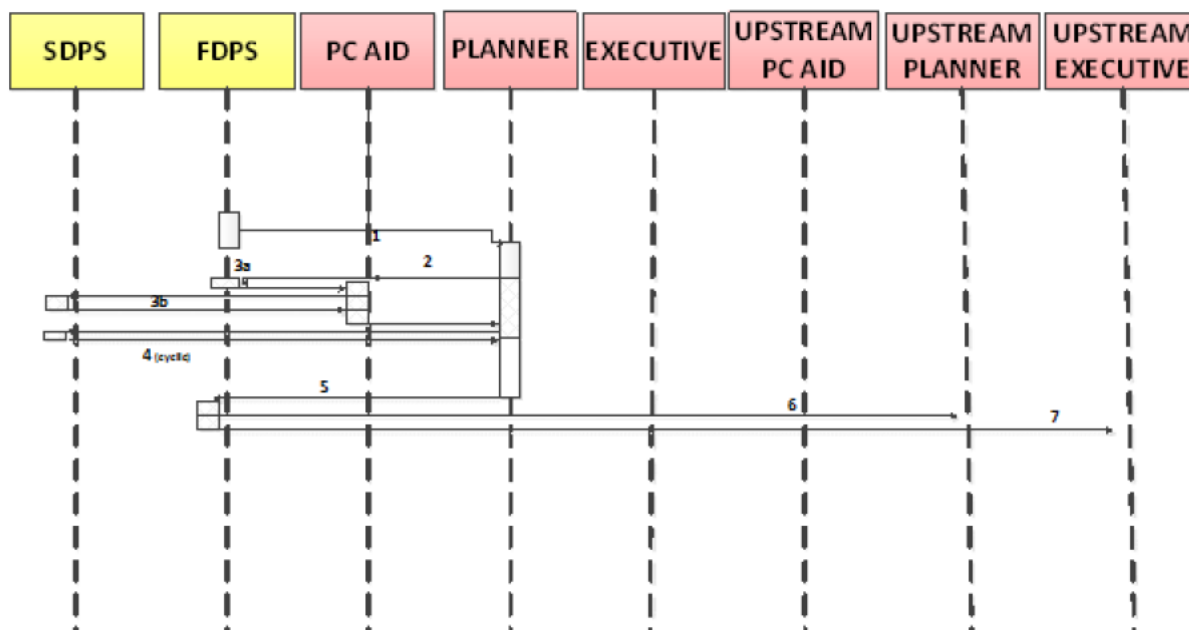 SDPS
FDPS
PC AID
PLANNER
EXECUTIVE
UPSTREAM
PC AID
UPSTREAM
PLANNER
UPSTREAM
EXECUTIVE
1
2
3a
3b
4 (cyclic)
5
6
7